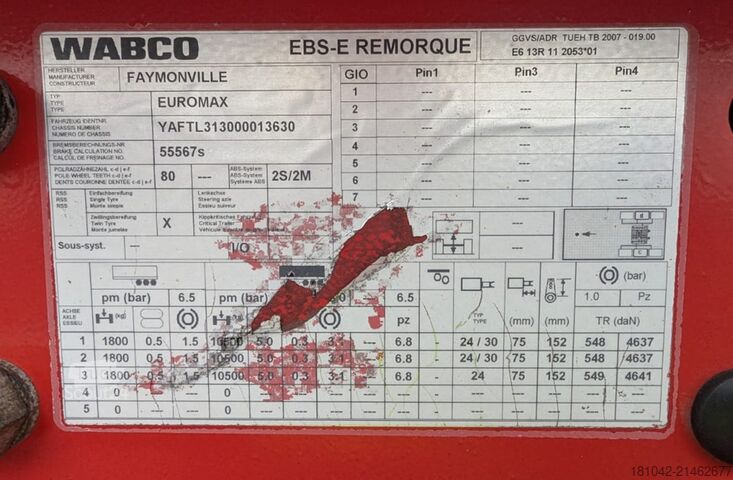 WABCO EBS-E REMORQUE GGVS/ADR TUEH TB 2007 - 019.00
E6 13R 11 2053*01
HERSTELLER
MANUFACTURER
CONSTRUCTEUR
FAYMONVILLE
TYP
TYPE
TYPE
EUROMAX
FAHRZEUG IDENTNR.
CHASSIS NUMBER
NUMERO DE CHASSIS
YAFTL313000013630
BREMSBERECHNUNGS-NR
BRAKE CALCULATION NO
CALCUL DE FREINAGE NO.
55567s
POLRADZÄHNEZAHL c-d | e-f
POLE WHEEL TEETH c-d | e-f
DENTS COURONNE DENTÉE c-d | e-f
80 ---
ABS-System
ABS-System
Système ABS
2S/2M
RSS
RSS
RSS
Einfachbereifung
Single Tyre
Monte simple
Lenkachse
Steering axle
Essieu suiveur
Zwillingsbereifung
Twin Tyre
Monte jumelée
X
Kippkritisches
Critical Trailer
Véhicule
Sous-syst. --- I/O
GIO Pin1 Pin3 Pin4
1 --- --- ---
2 --- --- ---
3 --- --- ---
4 --- --- ---
5 --- --- ---
6 --- --- ---
7 --- ---
---
---
pm (bar) 6.5 pm (bar) 6.5 (bar)
1.0 Pz
ACHSE
AXLE
ESSIEU
(kg) (kg) pz TYP
TYPE
(mm) (mm) TR (daN)
1 1800 0.5 1.5 10500 5.0 0.3 3.1 --- 6.8 24 / 30 75 152 548 4637
2 1800 0.5 1.5 10500 5.0 0.3 3.1 6.8 24 / 30 75 152 548 4637
3 1800 0.5 1.5 10500 5.0 0.3 3.1 6.8 24 75 152 549 4641
4 0 --- --- 0 --- --- --- --- --- --- --- --- ---
5 0 --- --- 0 --- --- --- --- --- --- --- --- ---
181042-21462677